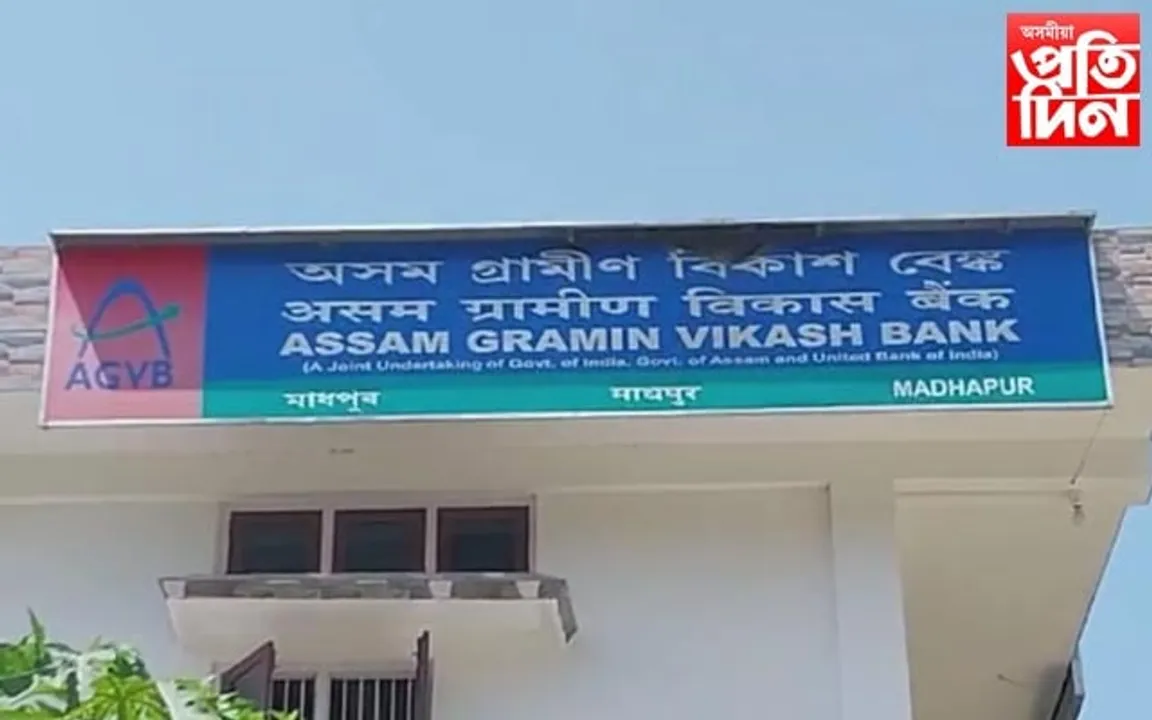 অসমীয়া
প্ৰতি
দিন
অসম গ্ৰামীণ বিকাশ বেঙ্ক
असम ग्रामीण विकास बैंक
ASSAM GRAMIN VIKASH BANK
(A Joint Undertaking of Govt. of India, Govt. of Assam and United Bank of India)
AGVB
মাধপুৰ माधपुर MADHAPUR